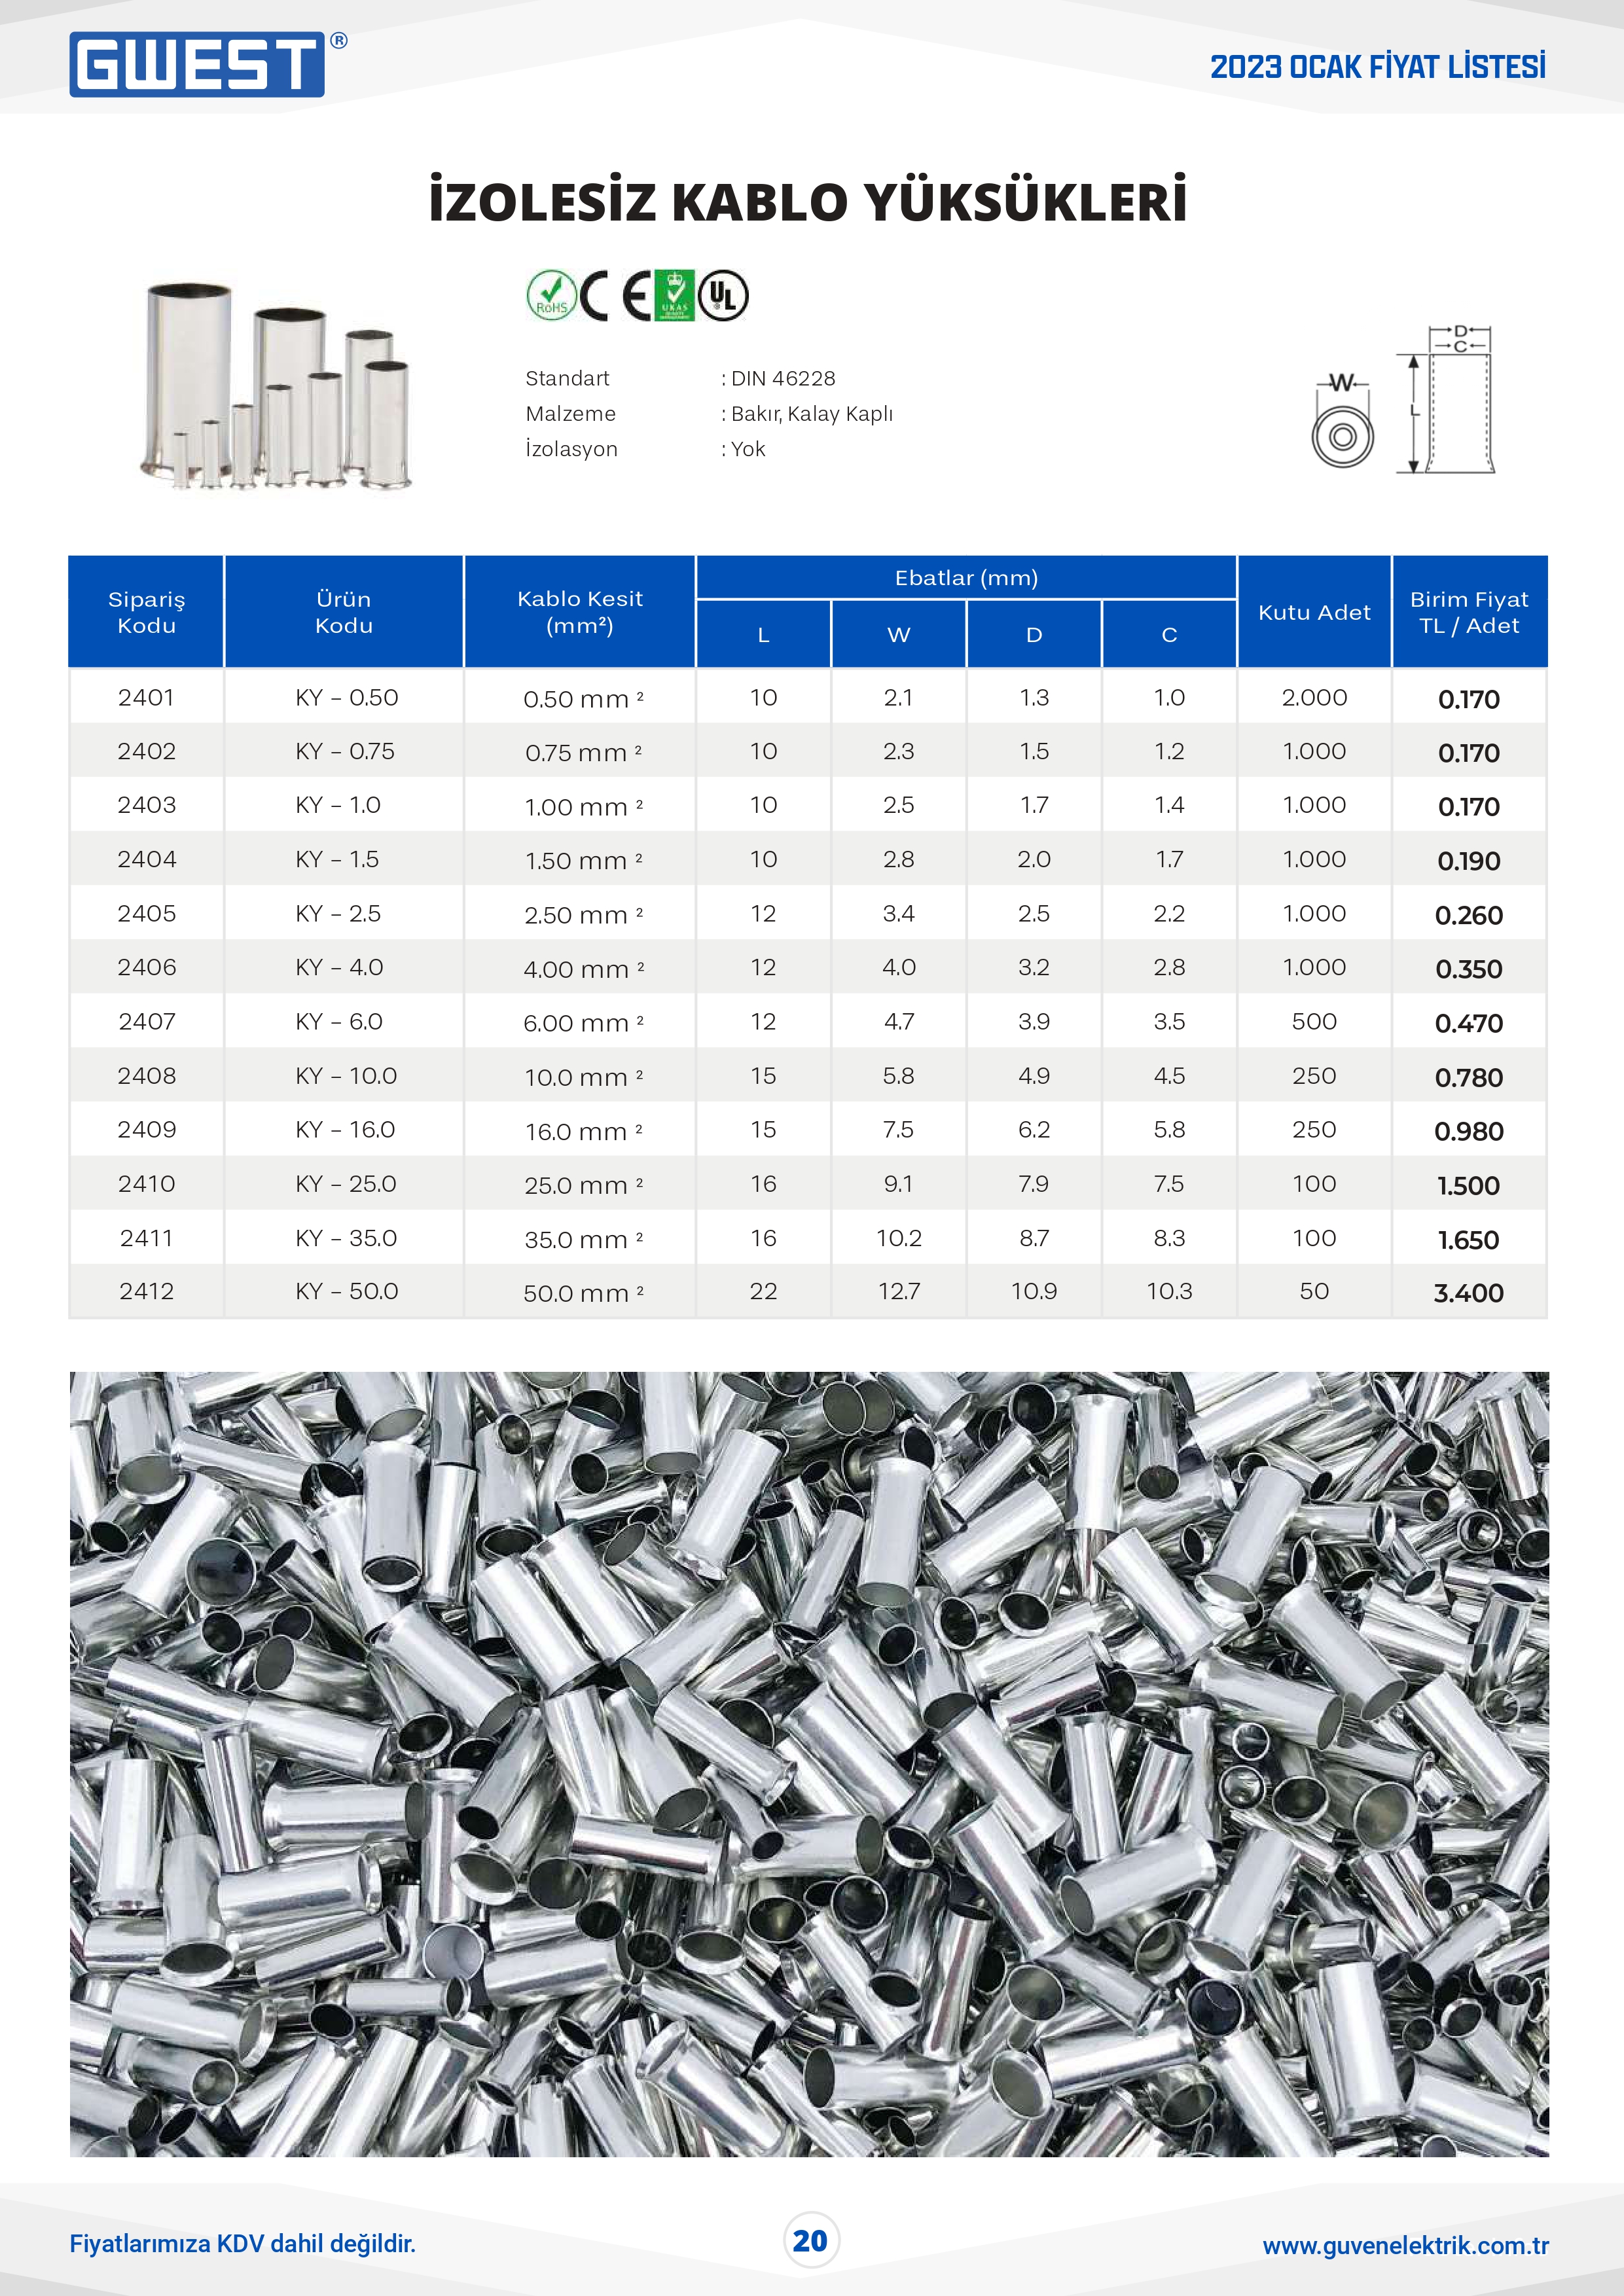 GWEST®
2023 OCAK FİYAT LİSTESİ
İZOLESİZ KABLO YÜKSÜKLERİ
RoHS CE UKAS UL
Standart : DIN 46228
Malzeme : Bakır, Kalay Kaplı
İzolasyon : Yok
D
C
W
L
Sipariş Kodu Ürün Kodu Kablo Kesit (mm²) Ebatlar (mm) Kutu Adet Birim Fiyat TL / Adet
L W D C
2401 KY – 0.50 0.50 mm ² 10 2.1 1.3 1.0 2.000 0.170
2402 KY – 0.75 0.75 mm ² 10 2.3 1.5 1.2 1.000 0.170
2403 KY – 1.0 1.00 mm ² 10 2.5 1.7 1.4 1.000 0.170
2404 KY – 1.5 1.50 mm ² 10 2.8 2.0 1.7 1.000 0.190
2405 KY – 2.5 2.50 mm ² 12 3.4 2.5 2.2 1.000 0.260
2406 KY – 4.0 4.00 mm ² 12 4.0 3.2 2.8 1.000 0.350
2407 KY – 6.0 6.00 mm ² 12 4.7 3.9 3.5 500 0.470
2408 KY – 10.0 10.0 mm ² 15 5.8 4.9 4.5 250 0.780
2409 KY – 16.0 16.0 mm ² 15 7.5 6.2 5.8 250 0.980
2410 KY – 25.0 25.0 mm ² 16 9.1 7.9 7.5 100 1.500
2411 KY – 35.0 35.0 mm ² 16 10.2 8.7 8.3 100 1.650
2412 KY – 50.0 50.0 mm ² 22 12.7 10.9 10.3 50 3.400
Fiyatlarımıza KDV dahil değildir.
20
www.guvenelektrik.com.tr